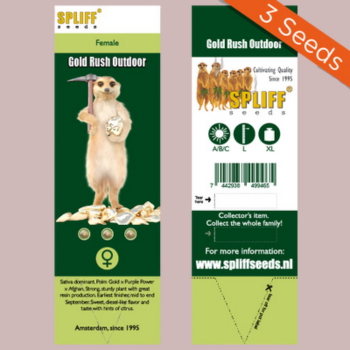 SPLIFF®
seeds
Female
Gold Rush Outdoor
Sativa dominant. Palm Gold x Purple Power
x Afghan. Strong, sturdy plant with great
resin production. Earliest finishes; mid to end
September. Sweet, diesel-like flavor and
taste with hints of citrus.
Amsterdam, since 1995
3 Seeds
Gold Rush Outdoor
Cultivating Quality
Since 1995
SPLIFF®
seeds
A/B/C L XL
7 442938 499465
Tear
here
Collector's item.
Collect the whole family!
For more information:
www.spliffseeds.nl